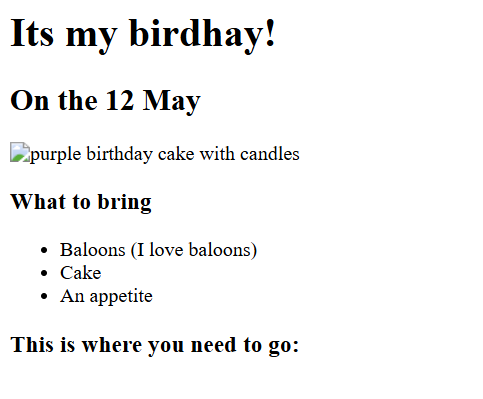 Its my birdhay!
On the 12 May
purple birthday cake with candles
What to bring
Baloons (I love baloons)
Cake
An appetite
This is where you need to go: